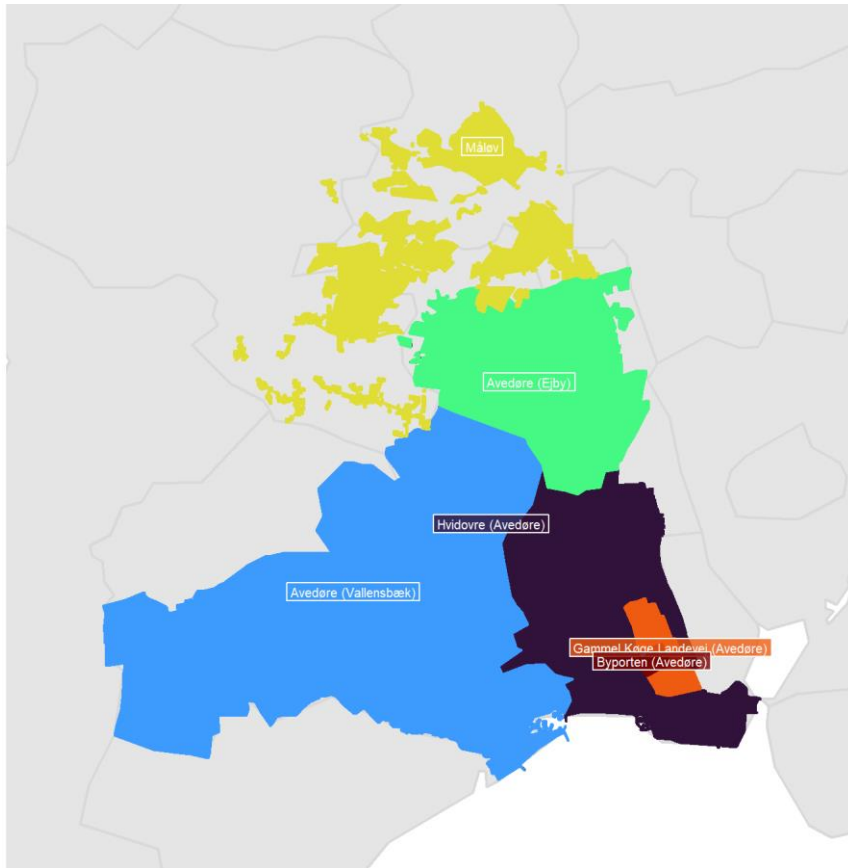 Måløv
Avedøre (Ejby)
Hvidovre (Avedøre)
Avedøre (Vallensbæk)
Gammel Køge Landevej (Avedøre)
Byporten (Avedøre)